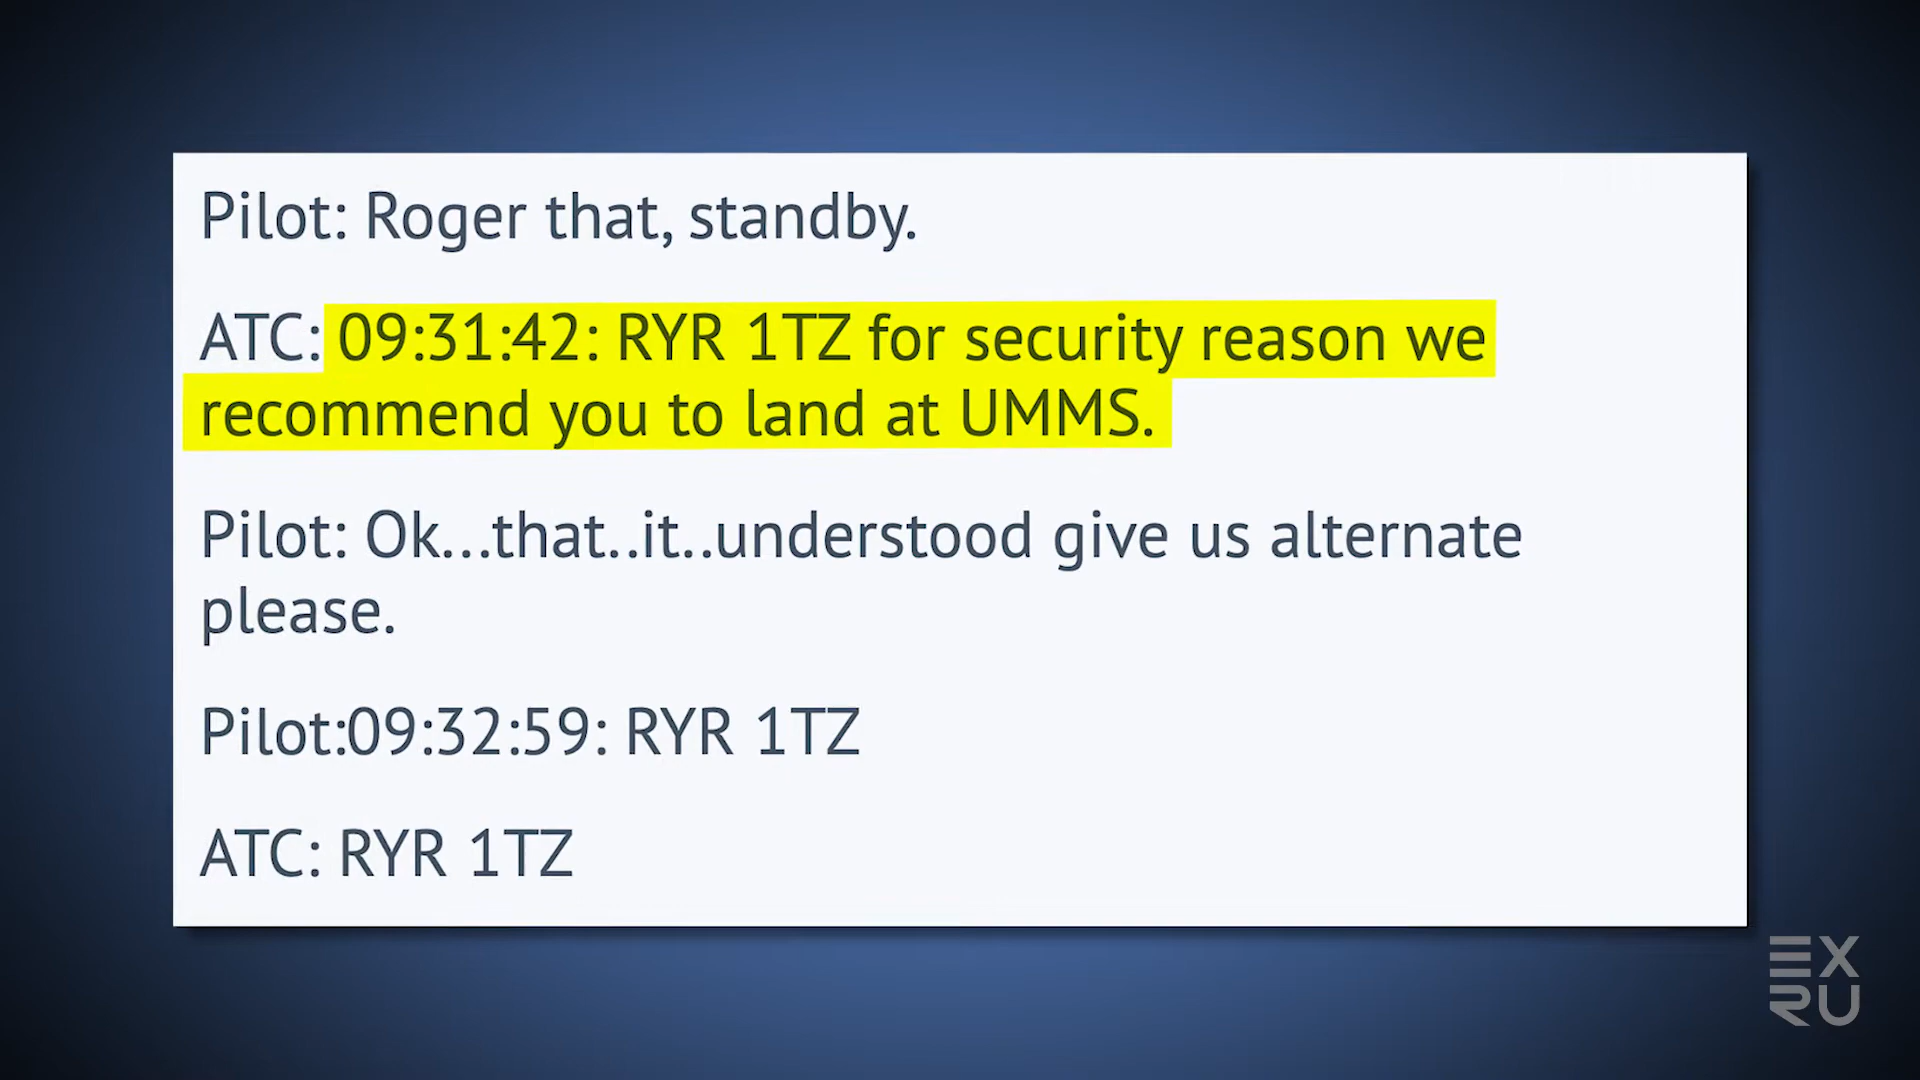 Pilot: Roger that, standby.
ATC: 09:31:42: RYR 1TZ for security reason we
recommend you to land at UMMS.
Pilot: Ok...that..it..understood give us alternate
please.
Pilot:09:32:59: RYR 1TZ
ATC: RYR 1TZ
EX
RU